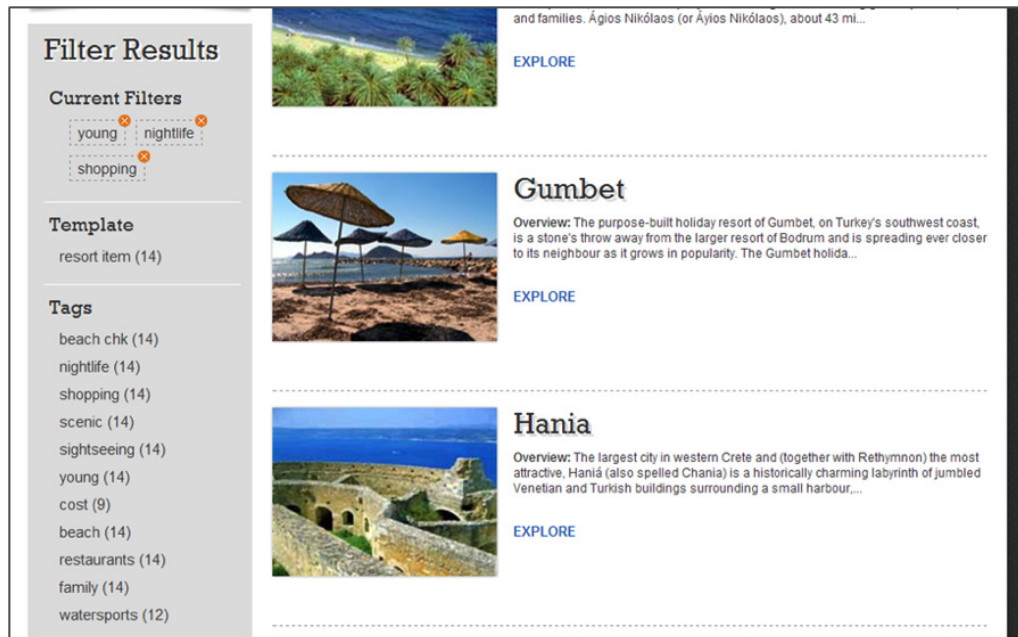 Filter Results
Current Filters
young
nightlife
shopping
Template
resort item (14)
Tags
beach chk (14)
nightlife (14)
shopping (14)
scenic (14)
sightseeing (14)
young (14)
cost (9)
beach (14)
restaurants (14)
family (14)
watersports (12)
and families. Ágios Nikólaos (or Áyios Nikólaos), about 43 mi...
EXPLORE
Gumbet
Overview: The purpose-built holiday resort of Gumbet, on Turkey's southwest coast,
is a stone's throw away from the larger resort of Bodrum and is spreading ever closer
to its neighbour as it grows in popularity. The Gumbet holida...
EXPLORE
Hania
Overview: The largest city in western Crete and (together with Rethymnon) the most
attractive, Haniá (also spelled Chania) is a historically charming labyrinth of jumbled
Venetian and Turkish buildings surrounding a small harbour,...
EXPLORE